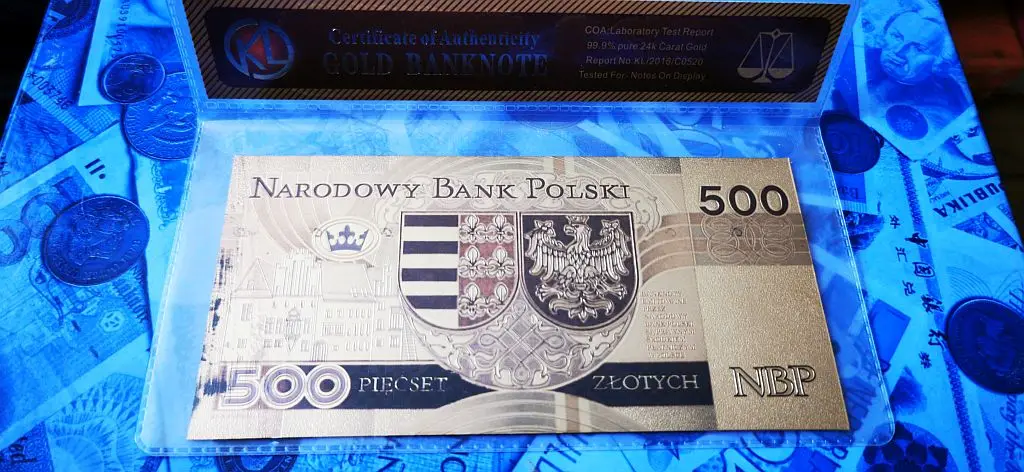 Certificate of Authenticity
GOLD BANKNOTE
COA:Laboratory Test Report
99.9% pure 24k Carat Gold
Report No.KL/2016/C0520
Tested For: Notes On Display
NARODOWY BANK POLSKI
500
500 PIĘCSET ZŁOTYCH
NBP